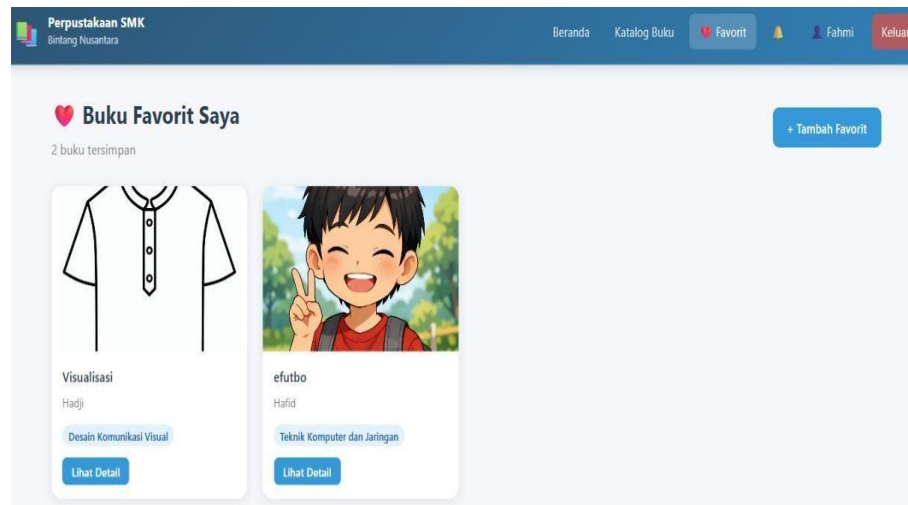 Perpustakaan SMK
Bintang Nusantara
Beranda
Katalog Buku
Favorit
Fahmi
Keluar
Buku Favorit Saya
2 buku tersimpan
+ Tambah Favorit
Visualisasi
Hadji
Desain Komunikasi Visual
Lihat Detail
efutbo
Hafid
Teknik Komputer dan Jaringan
Lihat Detail